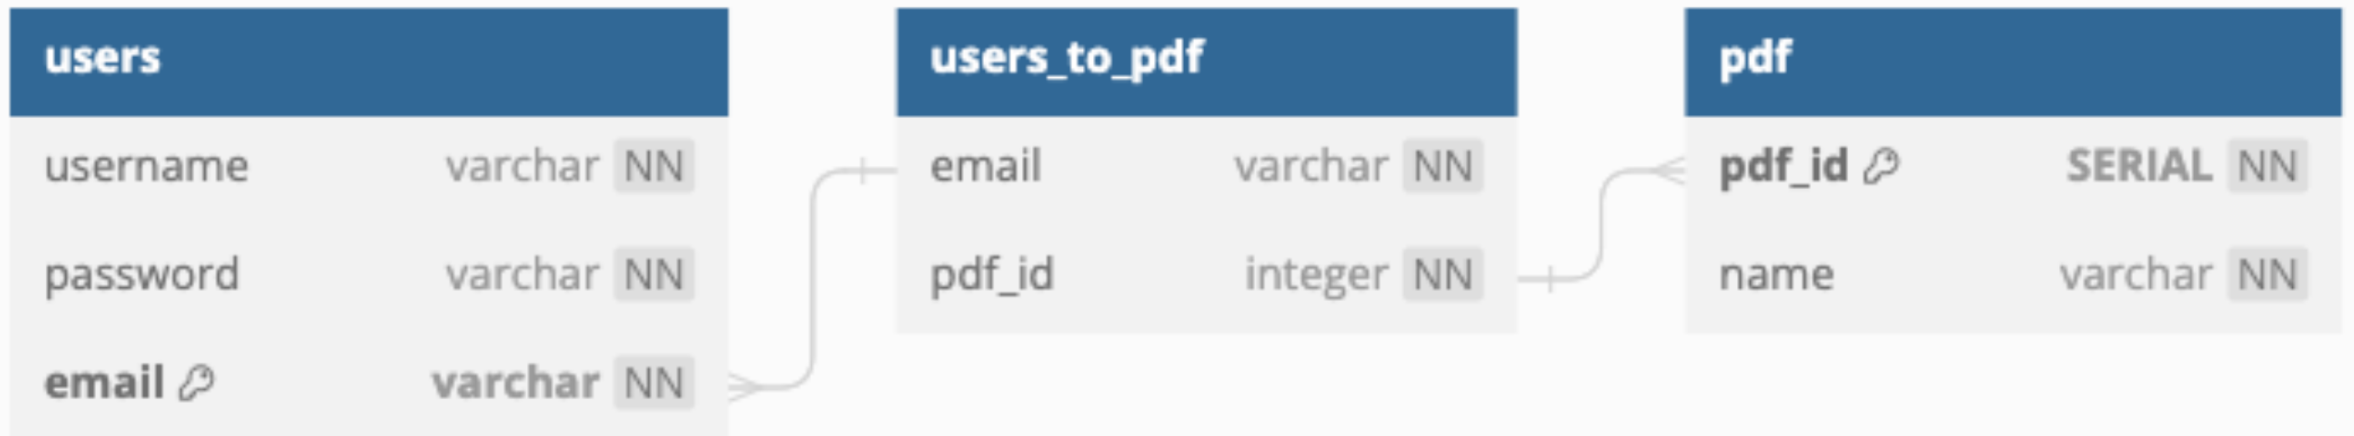 users
username varchar NN
password varchar NN
email varchar NN
users_to_pdf
email varchar NN
pdf_id integer NN
pdf
pdf_id SERIAL NN
name varchar NN